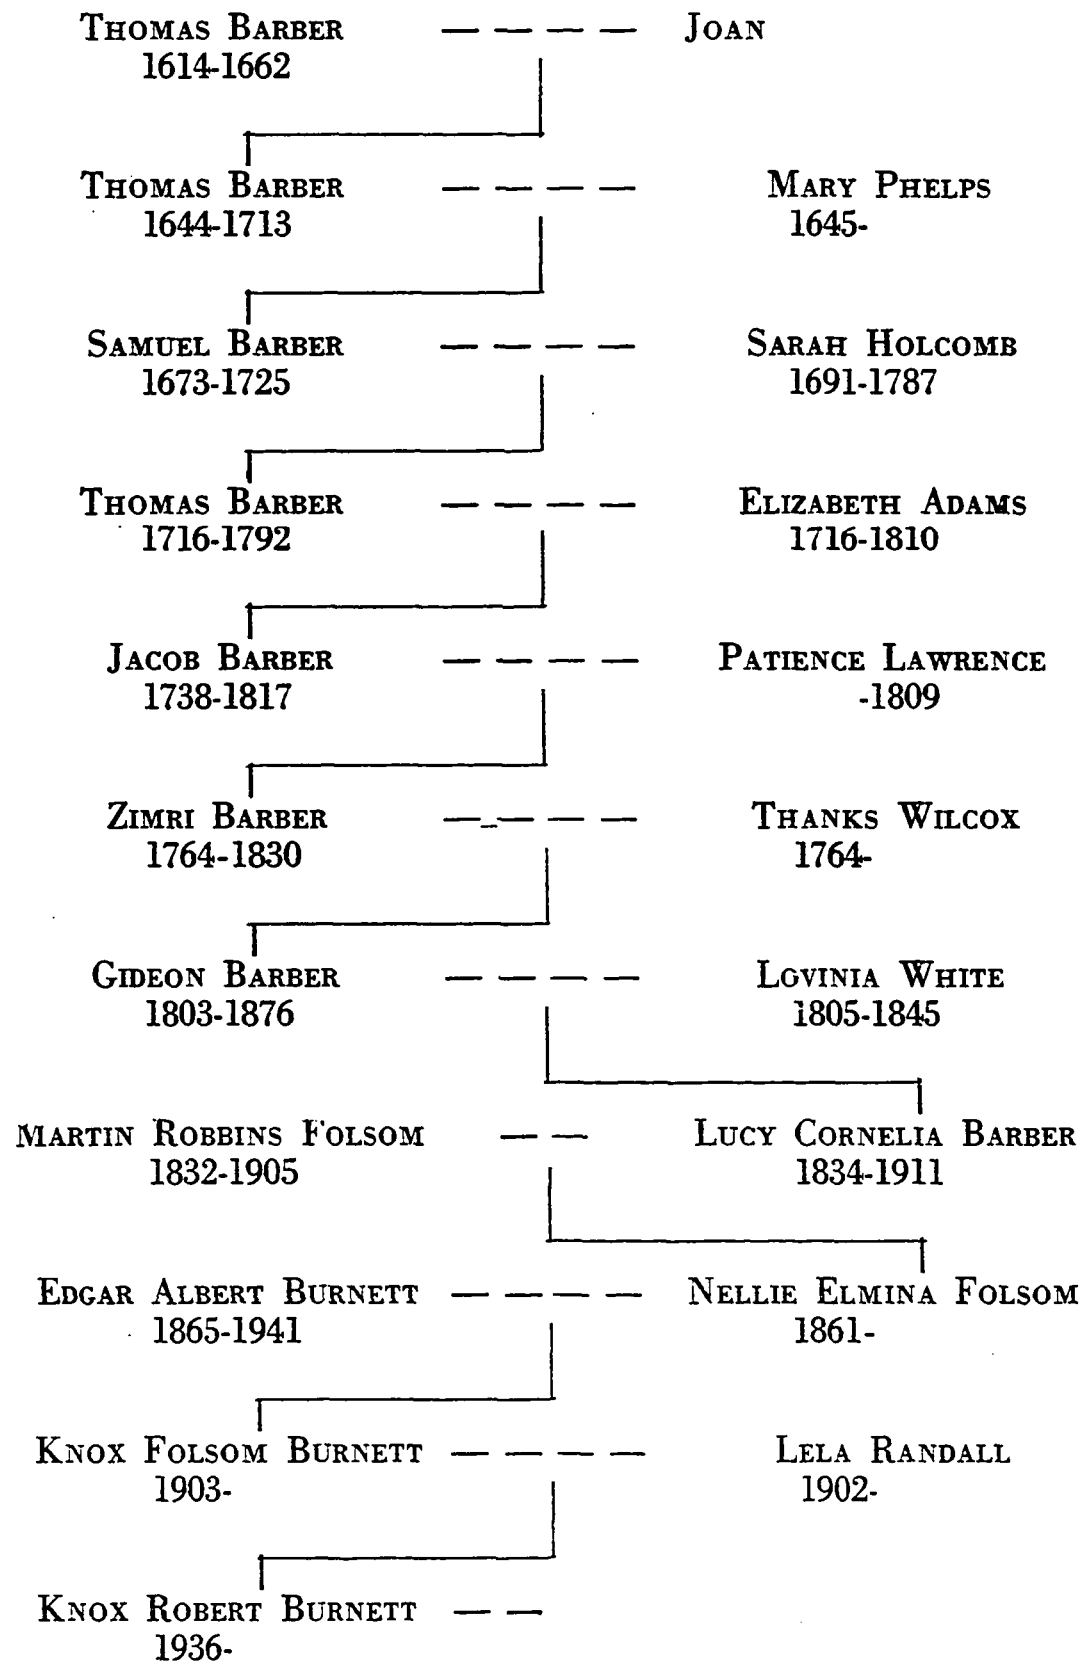 THOMAS BARBER — — — — JOAN
1614-1662
THOMAS BARBER — — — — MARY PHELPS
1644-1713 1645-
SAMUEL BARBER — — — — SARAH HOLCOMB
1673-1725 1691-1787
THOMAS BARBER — — — — ELIZABETH ADAMS
1716-1792 1716-1810
JACOB BARBER — — — — PATIENCE LAWRENCE
1738-1817 -1809
ZIMRI BARBER — — — — THANKS WILCOX
1764-1830 1764-
GIDEON BARBER — — — — LOVINIA WHITE
1803-1876 1805-1845
MARTIN ROBBINS FOLSOM — — LUCY CORNELIA BARBER
1832-1905 1834-1911
EDGAR ALBERT BURNETT — — — — NELLIE ELMINA FOLSOM
1865-1941 1861-
KNOX FOLSOM BURNETT — — — — LELA RANDALL
1903- 1902-
KNOX ROBERT BURNETT — —
1936-